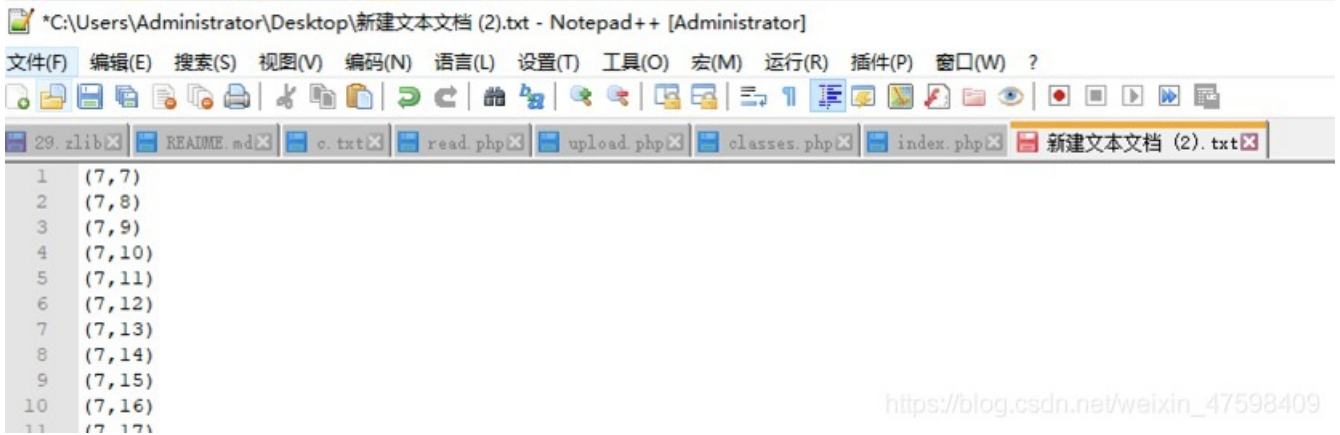 *C:\Users\Administrator\Desktop\新建文本文档 (2).txt - Notepad++ [Administrator]
文件(F) 编辑(E) 搜索(S) 视图(V) 编码(N) 语言(L) 设置(T) 工具(O) 宏(M) 运行(R) 插件(P) 窗口(W) ?
29.zlib README.md c.txt read.php upload.php classes.php index.php 新建文本文档 (2).txt
1 (7,7)
2 (7,8)
3 (7,9)
4 (7,10)
5 (7,11)
6 (7,12)
7 (7,13)
8 (7,14)
9 (7,15)
10 (7,16)
11 (7,17)
https://blog.csdn.net/weixin_47598409